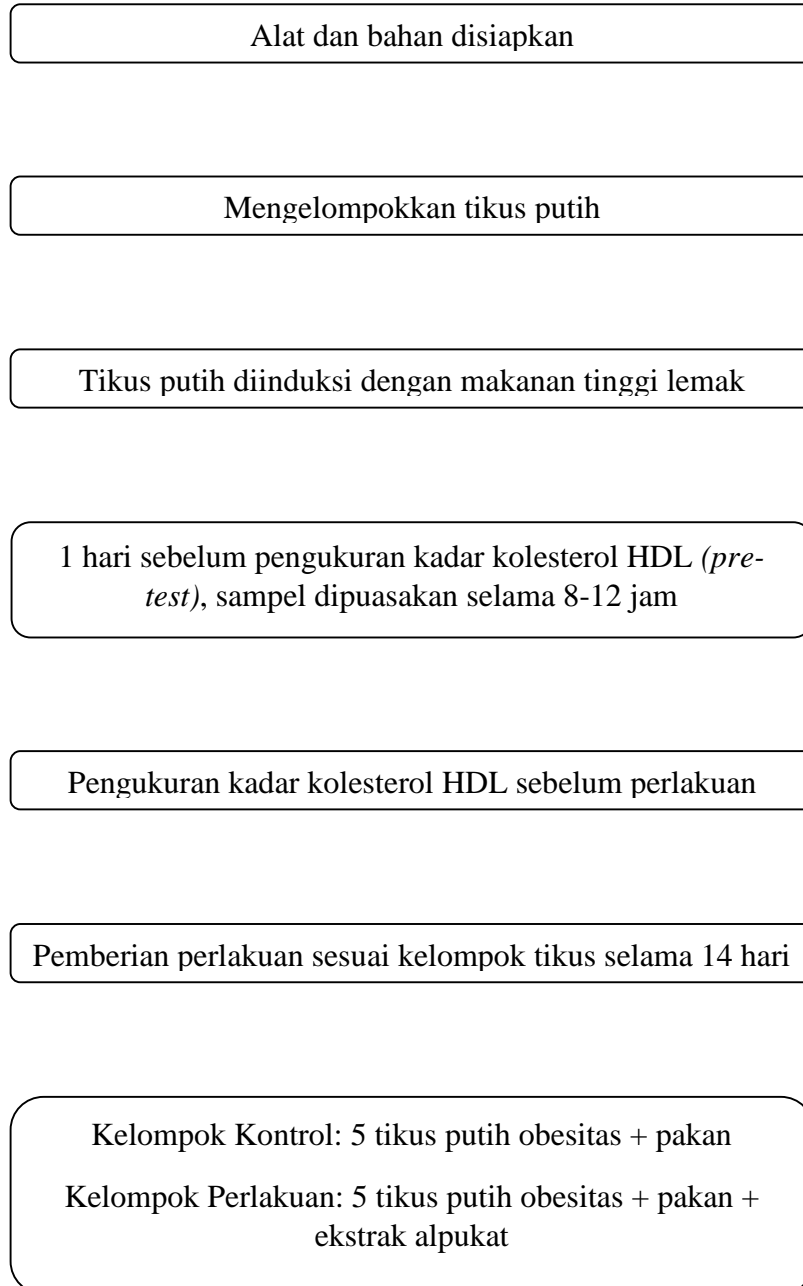 Alat dan bahan disiapkan
Mengelompokkan tikus putih
Tikus putih diinduksi dengan makanan tinggi lemak
1 hari sebelum pengukuran kadar kolesterol HDL (pre-
test), sampel dipuasakan selama 8-12 jam
Pengukuran kadar kolesterol HDL sebelum perlakuan
Pemberian perlakuan sesuai kelompok tikus selama 14 hari
Kelompok Kontrol: 5 tikus putih obesitas + pakan
Kelompok Perlakuan: 5 tikus putih obesitas + pakan +
ekstrak alpukat